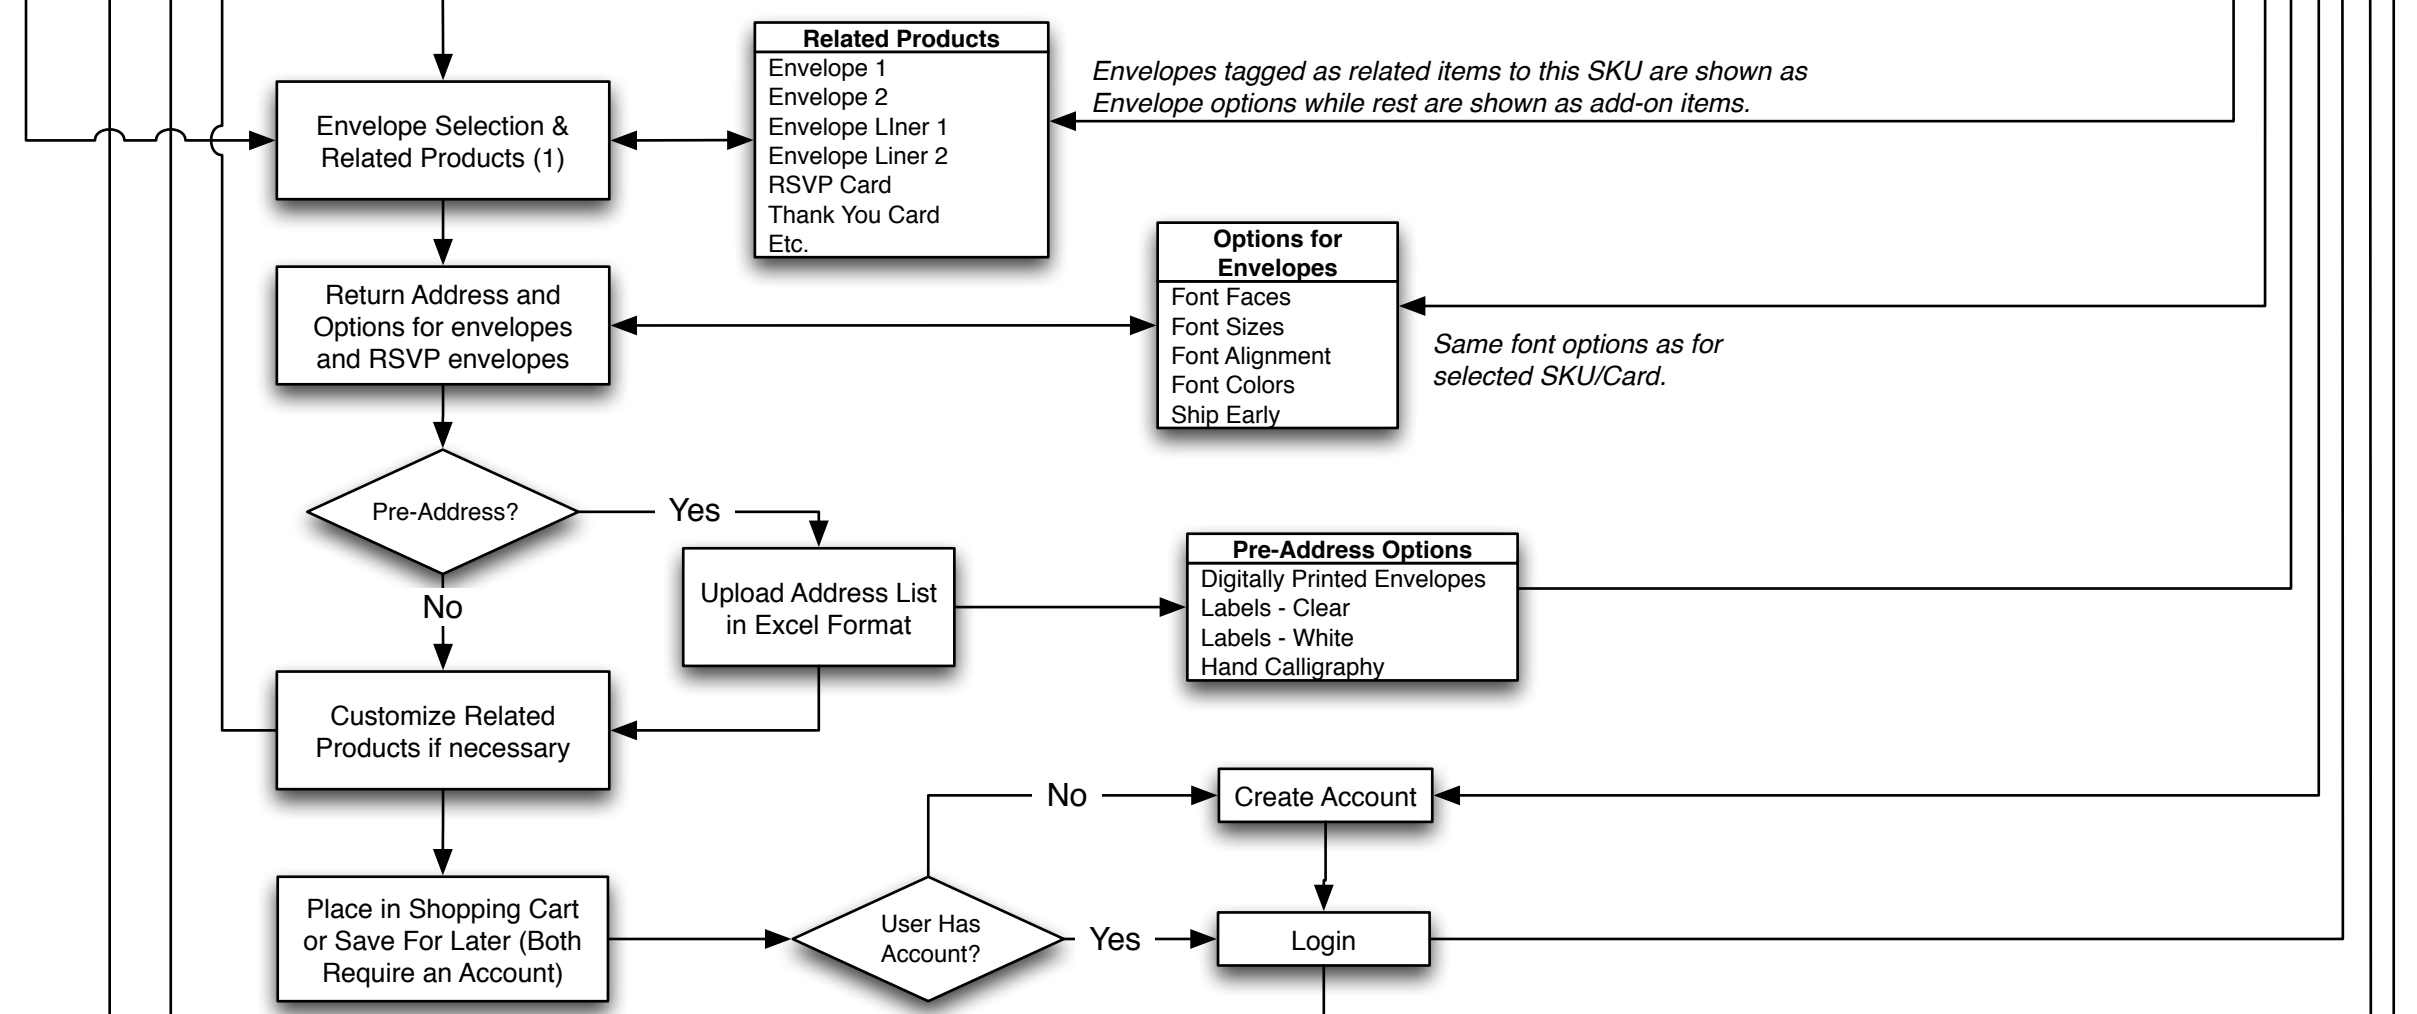 Related Products
Envelope 1
Envelope 2
Envelope LIner 1
Envelope Liner 2
RSVP Card
Thank You Card
Etc.
Envelopes tagged as related items to this SKU are shown as
Envelope options while rest are shown as add-on items.
Envelope Selection &
Related Products (1)
Options for
Envelopes
Font Faces
Font Sizes
Font Alignment
Font Colors
Ship Early
Return Address and
Options for envelopes
and RSVP envelopes
Same font options as for
selected SKU/Card.
Pre-Address?
Yes
No
Upload Address List
in Excel Format
Pre-Address Options
Digitally Printed Envelopes
Labels - Clear
Labels - White
Hand Calligraphy
Customize Related
Products if necessary
No
Create Account
Place in Shopping Cart
or Save For Later (Both
Require an Account)
User Has
Account?
Yes
Login